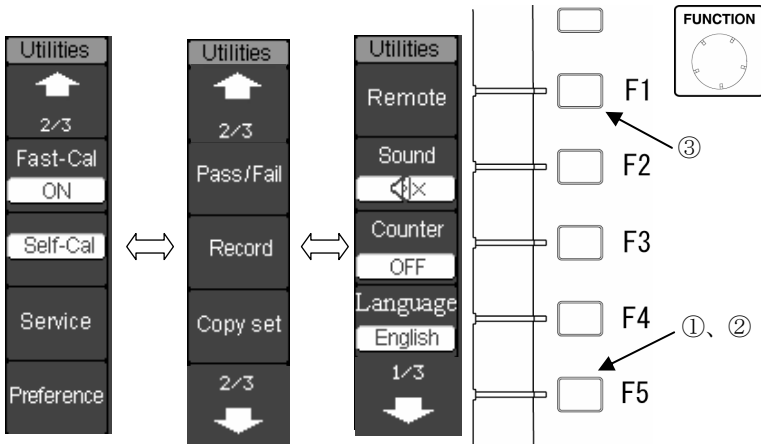 Utilities
2/3
Fast-Cal
ON
Self-Cal
Service
Preference
Utilities
2/3
Pass/Fail
Record
Copy set
2/3
Utilities
Remote
Sound
Counter
OFF
Language
English
1/3
F1
F2
F3
F4
F5
③
①、②
FUNCTION